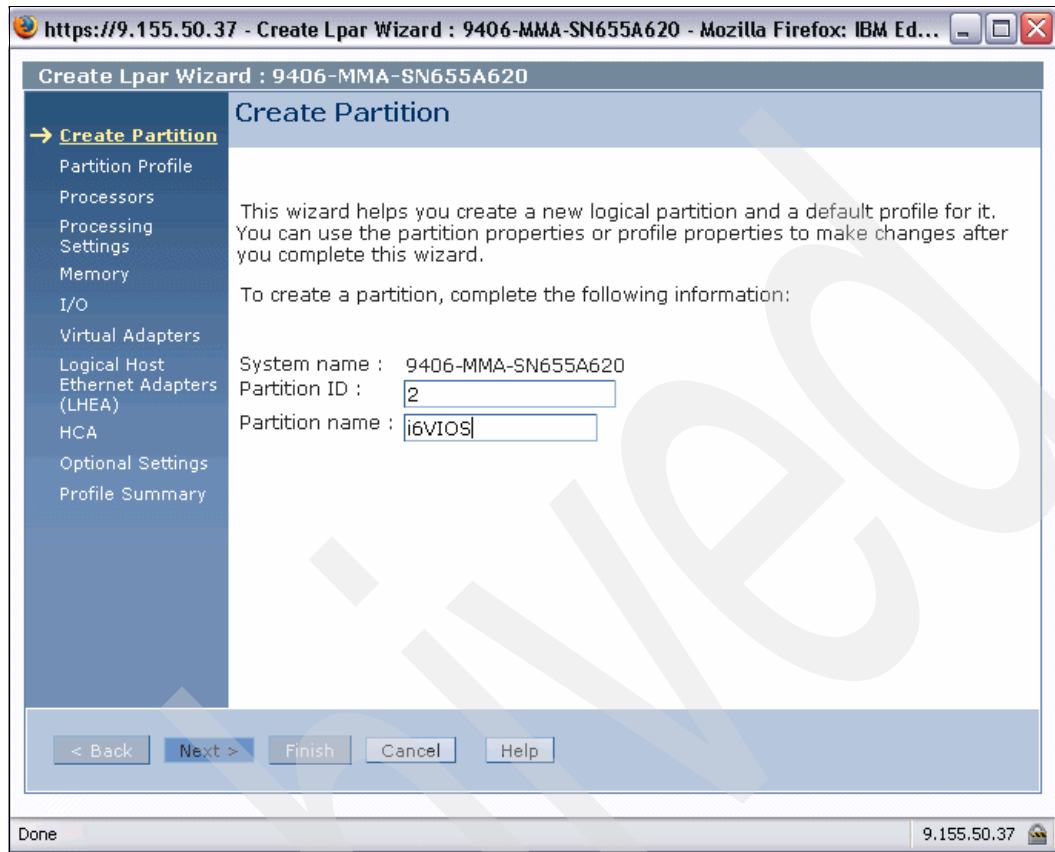 https://9.155.50.37 - Create Lpar Wizard : 9406-MMA-SN655A620 - Mozilla Firefox: IBM Ed...
Create Lpar Wizard : 9406-MMA-SN655A620
Create Partition
Partition Profile
Processors
Processing
Settings
Memory
I/O
Virtual Adapters
Logical Host
Ethernet Adapters
(LHEA)
HCA
Optional Settings
Profile Summary
Create Partition
This wizard helps you create a new logical partition and a default profile for it.
You can use the partition properties or profile properties to make changes after
you complete this wizard.
To create a partition, complete the following information:
System name : 9406-MMA-SN655A620
Partition ID : 2
Partition name : i6VIOS
< Back Next > Finish Cancel Help
Done 9.155.50.37